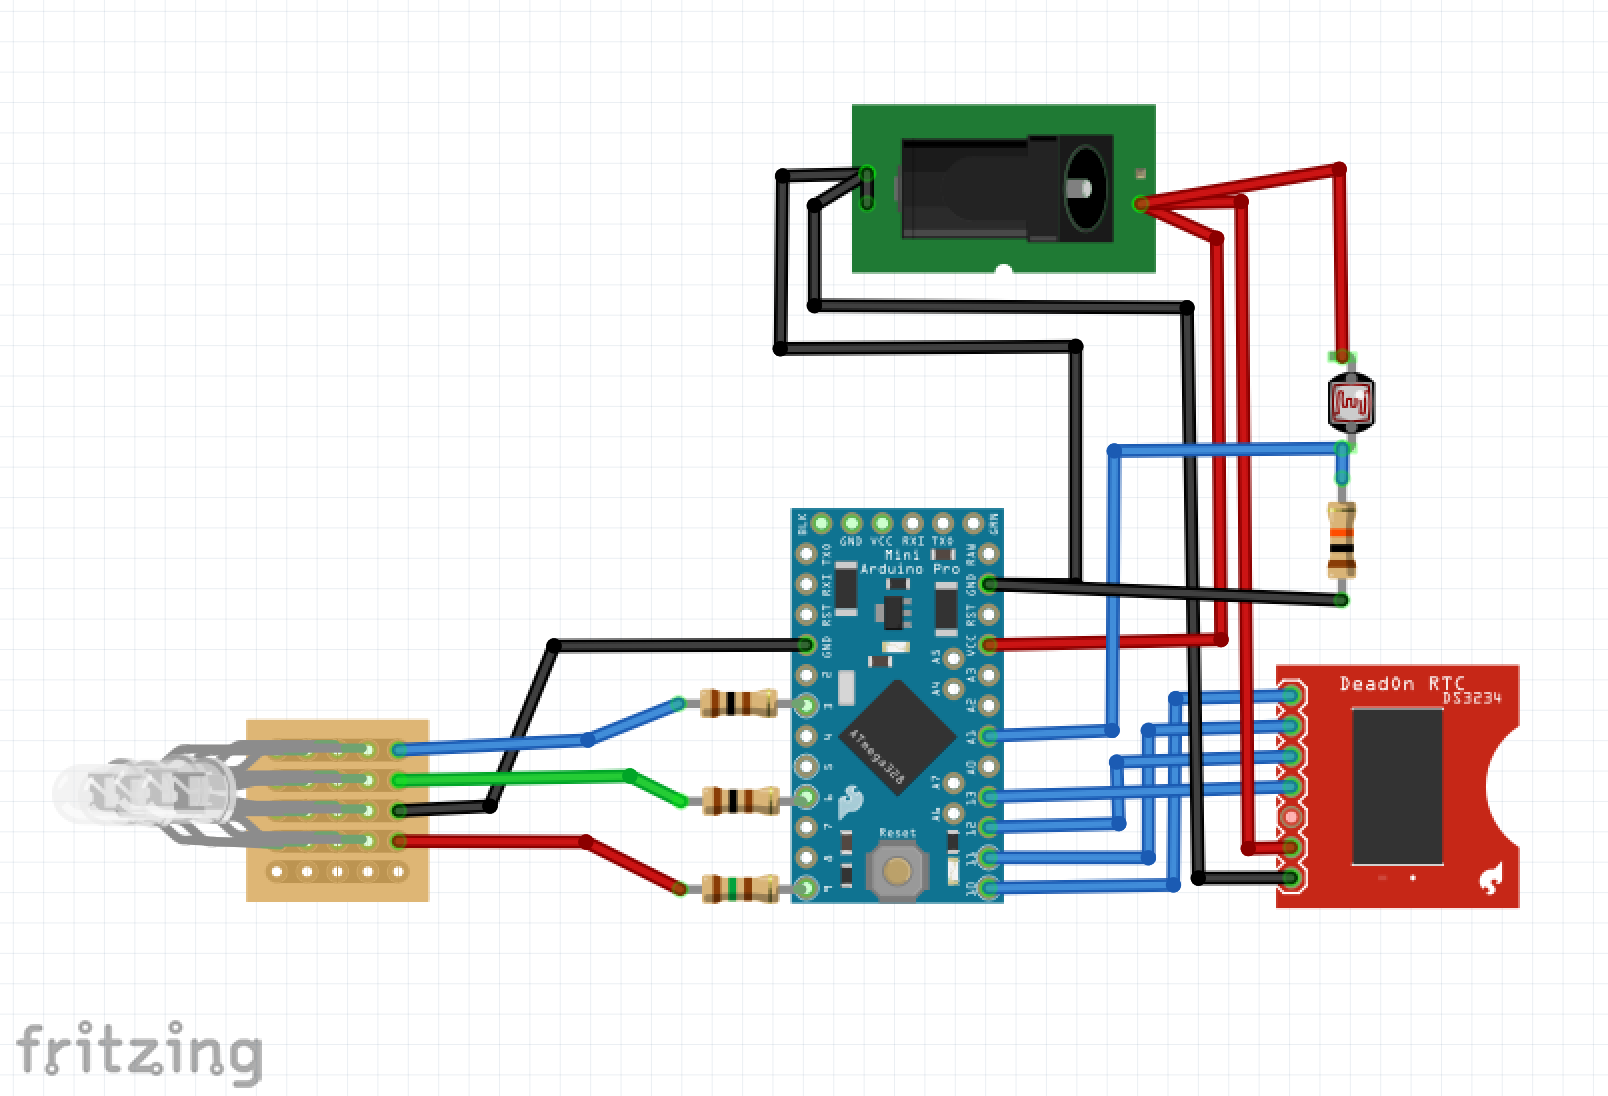 BLK
GRN
GND VCC RXI TXO
Mini
Arduino Pro
TXO
RXI
RST
GND
2
3
4
5
6
7
8
9
RAW
GND
RST
VCC
A3
A2
A1
A0
13
12
11
10
A5
A4
A7
A6
ATmega328
Reset
DeadOn RTC
DS3234
fritzing